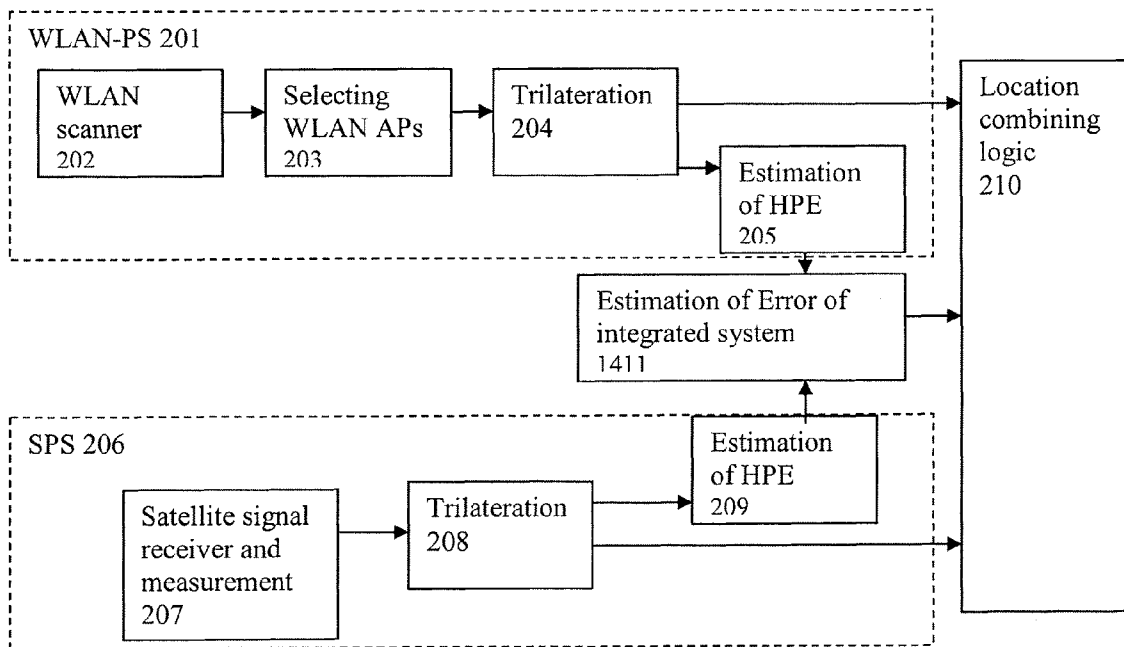 WLAN-PS 201
WLAN
scanner
202
Selecting
WLAN APs
203
Trilateration
204
Estimation
of HPE
205
Location
combining
logic
210
Estimation of Error of
integrated system
1411
SPS 206
Satellite signal
receiver and
measurement
207
Trilateration
208
Estimation
of HPE
209